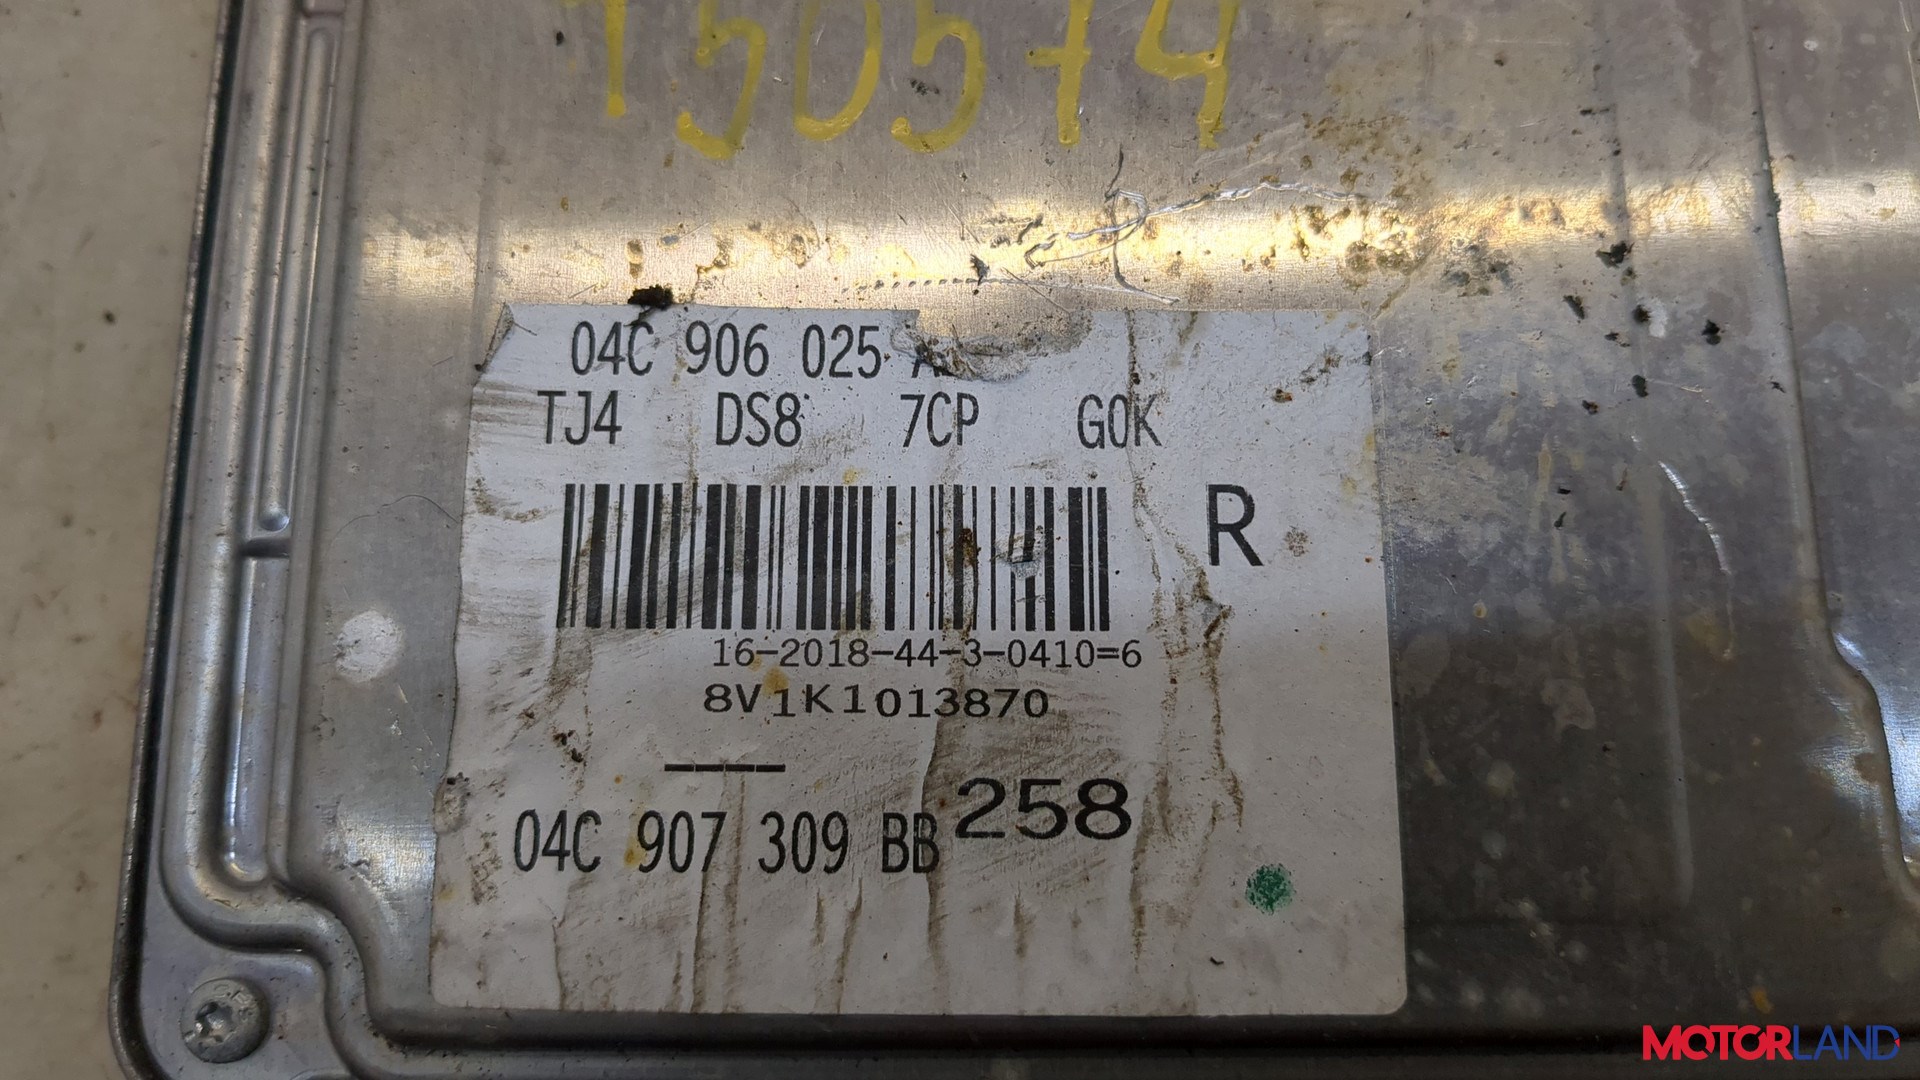 150574
04C 906 025
TJ4 DS8 7CP G0K
R
16-2018-44-3-0410=6
8V1K1013870
04C 907 309 BB 258
MOTORLAND